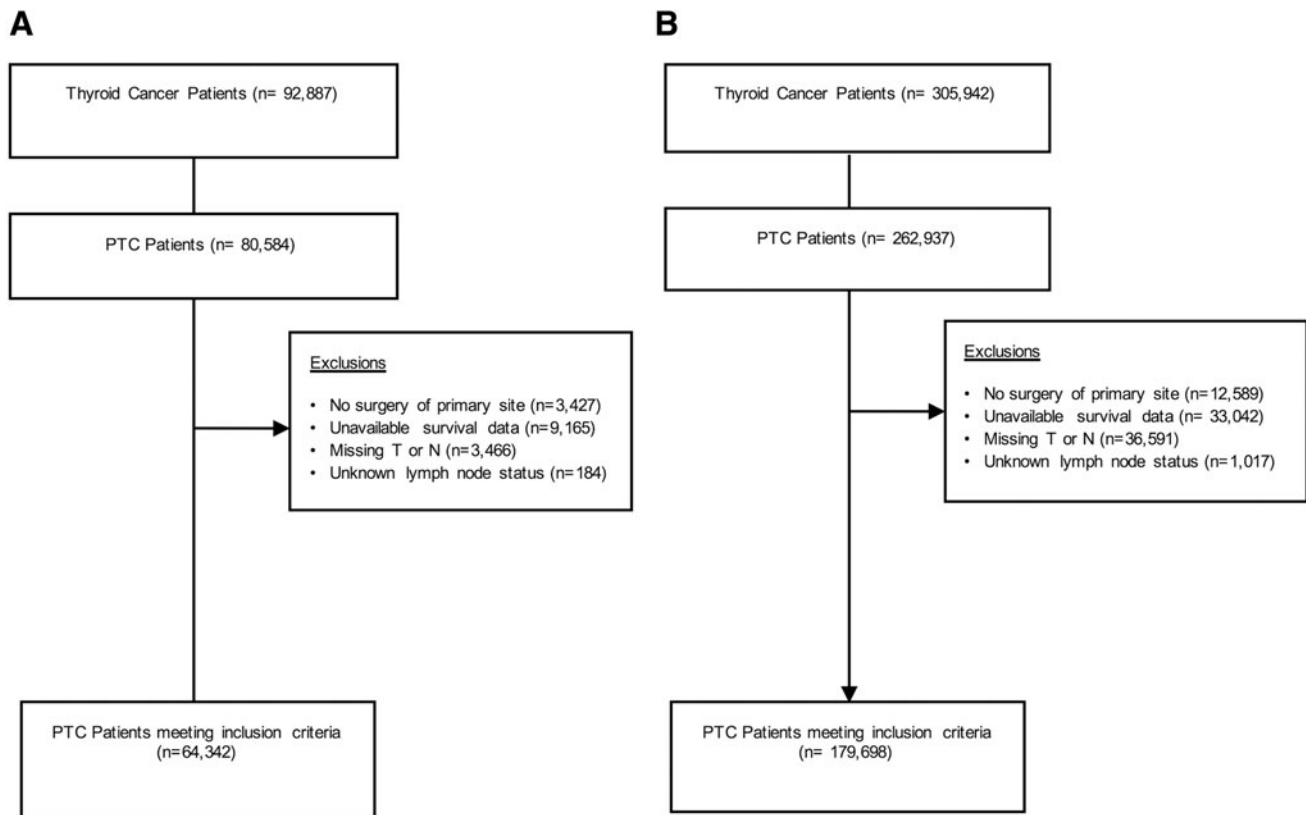 A
Thyroid Cancer Patients (n= 92,887)
PTC Patients (n= 80,584)
Exclusions
• No surgery of primary site (n=3,427)
• Unavailable survival data (n=9,165)
• Missing T or N (n=3,466)
• Unknown lymph node status (n=184)
PTC Patients meeting inclusion criteria
(n=64,342)
B
Thyroid Cancer Patients (n= 305,942)
PTC Patients (n= 262,937)
Exclusions
• No surgery of primary site (n=12,589)
• Unavailable survival data (n= 33,042)
• Missing T or N (n=36,591)
• Unknown lymph node status (n=1,017)
PTC Patients meeting inclusion criteria
(n= 179,698)